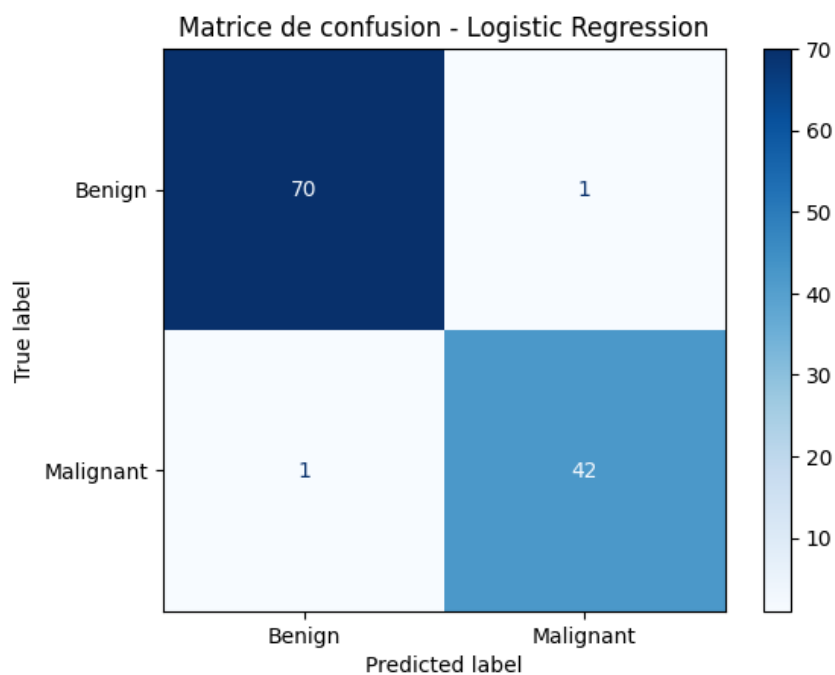 Matrice de confusion - Logistic Regression
True label
Benign
Malignant
70
1
1
42
Benign
Malignant
Predicted label
70
60
50
40
30
20
10